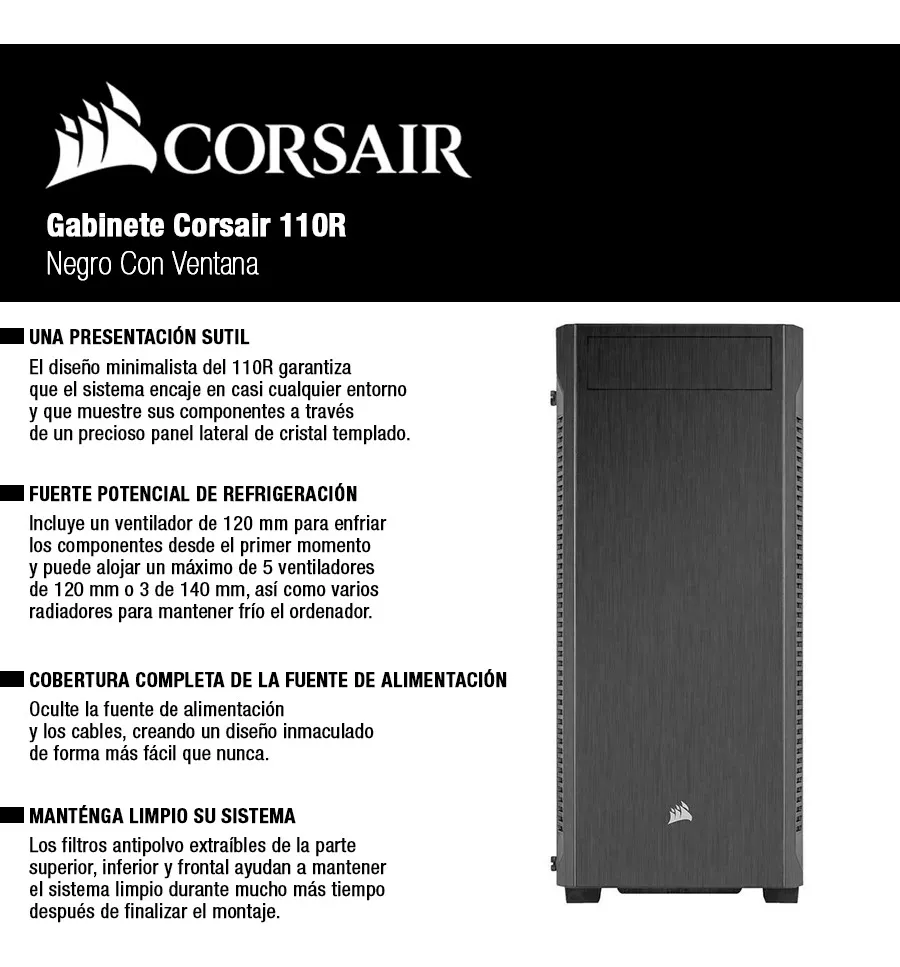 CORSAIR
Gabinete Corsair 110R
Negro Con Ventana
UNA PRESENTACIÓN SUTIL
El diseño minimalista del 110R garantiza
que el sistema encaje en casi cualquier entorno
y que muestre sus componentes a través
de un precioso panel lateral de cristal templado.
FUERTE POTENCIAL DE REFRIGERACIÓN
Incluye un ventilador de 120 mm para enfriar
los componentes desde el primer momento
y puede alojar un máximo de 5 ventiladores
de 120 mm o 3 de 140 mm, así como varios
radiadores para mantener frío el ordenador.
COBERTURA COMPLETA DE LA FUENTE DE ALIMENTACIÓN
Oculte la fuente de alimentación
y los cables, creando un diseño inmaculado
de forma más fácil que nunca.
MANTÉNGA LIMPIO SU SISTEMA
Los filtros antipolvo extraíbles de la parte
superior, inferior y frontal ayudan a mantener
el sistema limpio durante mucho más tiempo
después de finalizar el montaje.